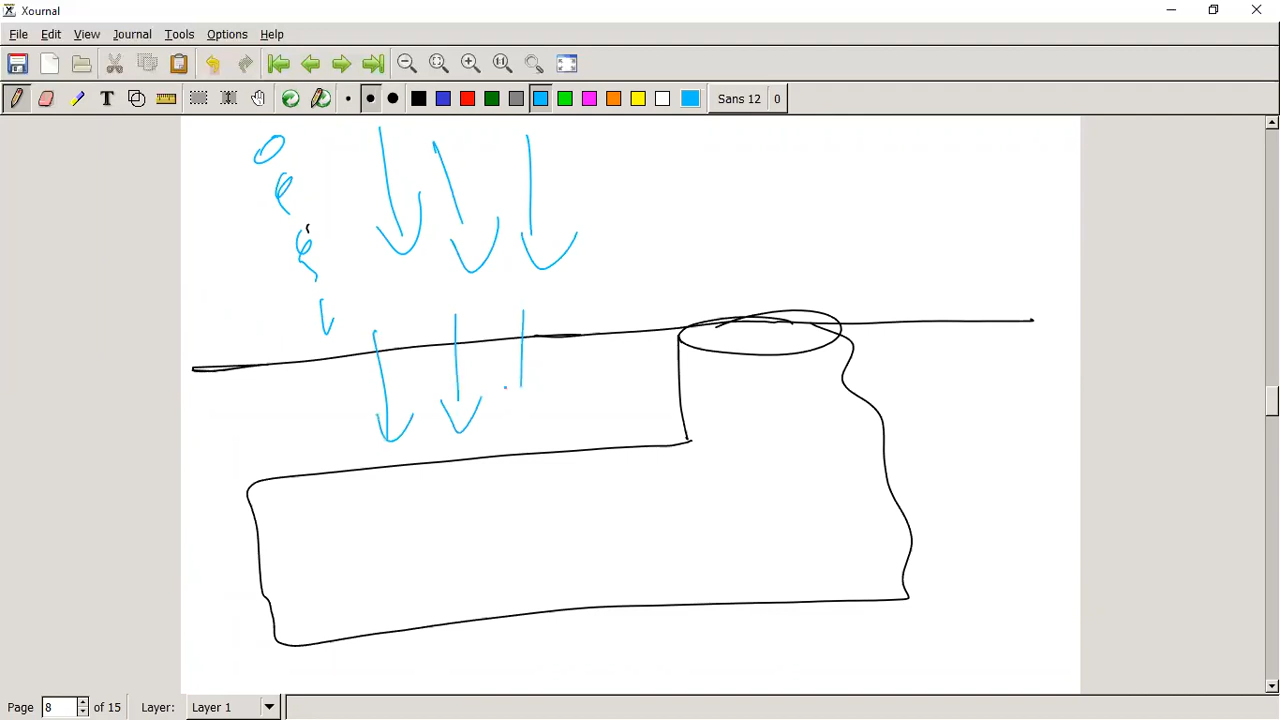 Xournal
File Edit View Journal Tools Options Help
T Sans 12 0
Page 8 of 15 Layer: Layer 1